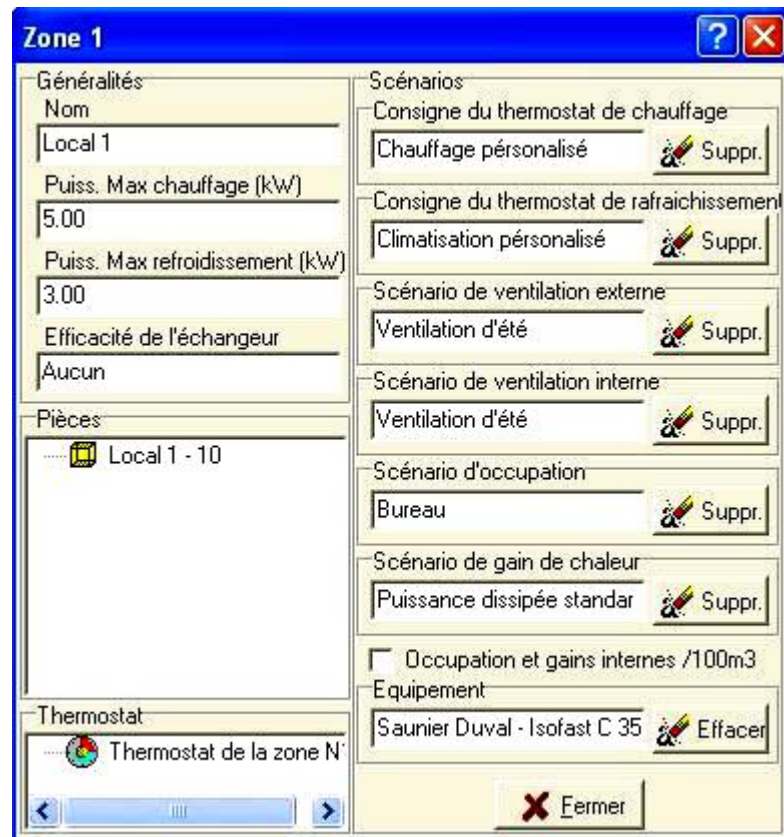 Zone 1
Généralités
Nom
Local 1
Puiss. Max chauffage (kW)
5.00
Puiss. Max refroidissement (kW)
3.00
Efficacité de l'échangeur
Aucun
Pièces
Local 1 - 10
Thermostat
Thermostat de la zone N°
Scénarios
Consigne du thermostat de chauffage
Chauffage pérsonalisé
Suppr.
Consigne du thermostat de rafraichissement
Climatisation pérsonalisé
Suppr.
Scénario de ventilation externe
Ventilation d'été
Suppr.
Scénario de ventilation interne
Ventilation d'été
Suppr.
Scénario d'occupation
Bureau
Suppr.
Scénario de gain de chaleur
Puissance dissipée standar
Suppr.
Occupation et gains internes /100m3
Equipement
Saunier Duval - Isofast C 35
Effacer
Fermer